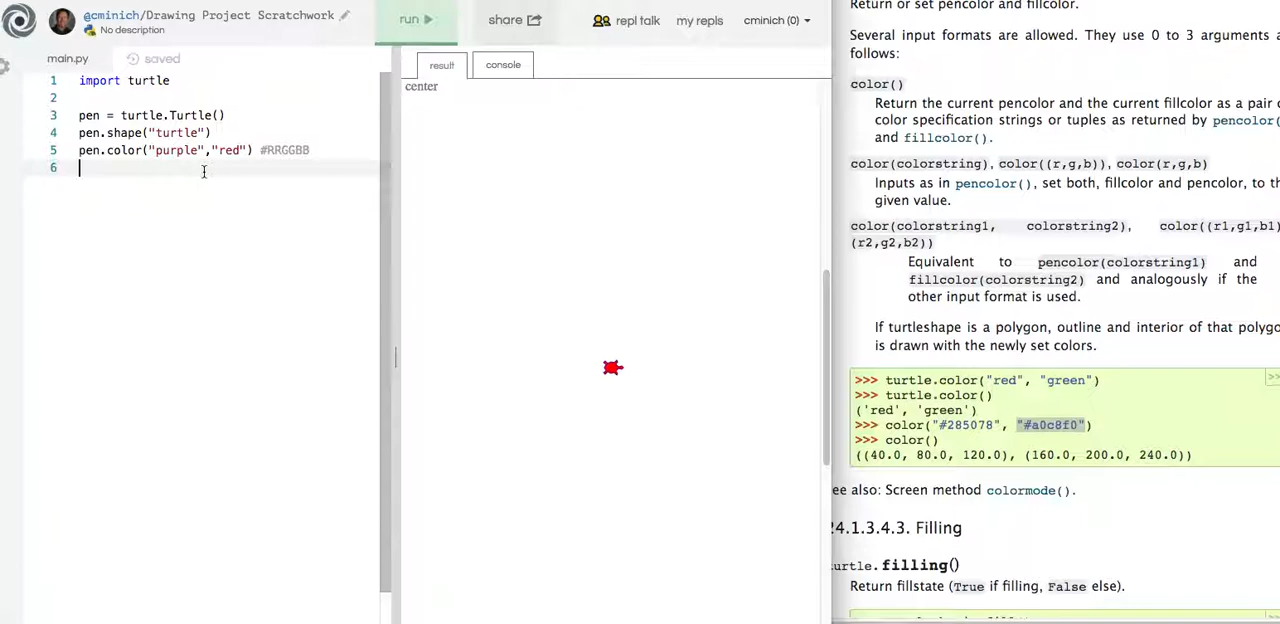 @cminich/Drawing Project Scratchwork
No description
run
share
repl talk
my repls
cminich (0)
main.py
saved
result
console
1 import turtle
2
3 pen = turtle.Turtle()
4 pen.shape("turtle")
5 pen.color("purple","red") #RRGGBB
6
center
Return or set pencolor and fillcolor.
Several input formats are allowed. They use 0 to 3 arguments a
follows:
color()
Return the current pencolor and the current fillcolor as a pair o
color specification strings or tuples as returned by pencolor(
and fillcolor().
color(colorstring), color((r,g,b)), color(r,g,b)
Inputs as in pencolor(), set both, fillcolor and pencolor, to th
given value.
color(colorstring1, colorstring2), color((r1,g1,b1)
(r2,g2,b2))
Equivalent to pencolor(colorstring1) and
fillcolor(colorstring2) and analogously if the
other input format is used.
If turtleshape is a polygon, outline and interior of that polygo
is drawn with the newly set colors.
>>>
>>> turtle.color("red", "green")
>>> turtle.color()
('red', 'green')
>>> color("#285078", "#a0c8f0")
>>> color()
((40.0, 80.0, 120.0), (160.0, 200.0, 240.0))
ee also: Screen method colormode().
24.1.3.4.3. Filling
urtle.filling()
Return fillstate (True if filling, False else).